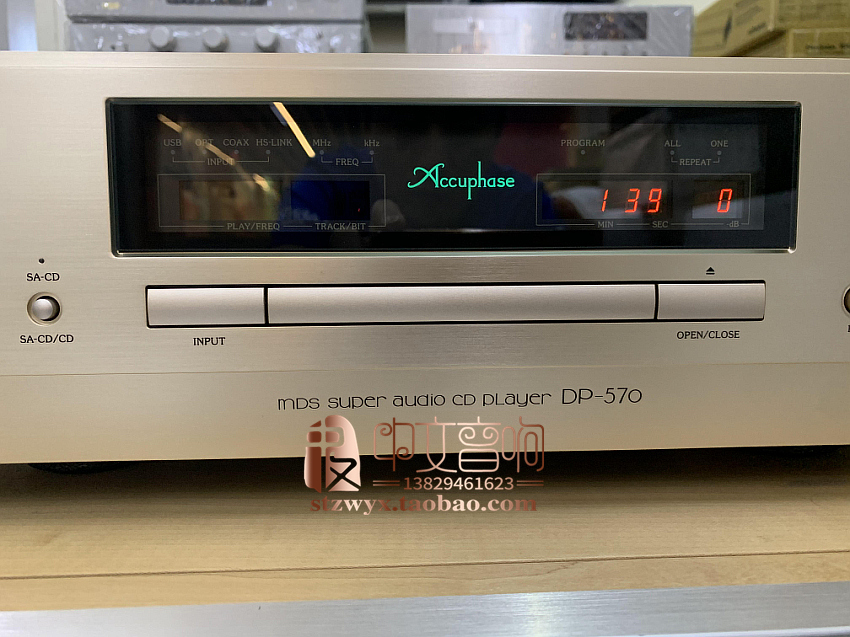 USB OPT COAX HS-LINK MHz kHz PROGRAM ALL ONE
INPUT FREQ REPEAT
Accuphase
1 39 0
PLAY/FREQ TRACK/BIT MIN SEC -dB
SA-CD
SA-CD/CD
INPUT
OPEN/CLOSE
MDS SUPER AUDIO CD PLAYER DP-570
中文音响
13829461623
stzwyx.taobao.com